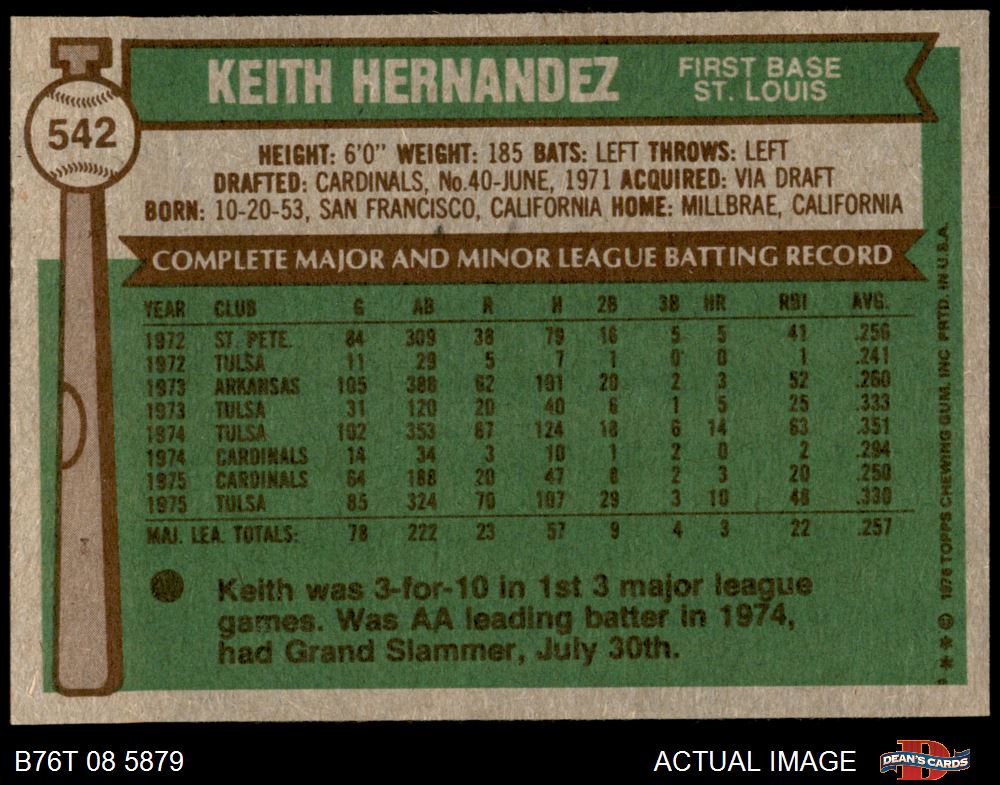 542
KEITH HERNANDEZ
FIRST BASE
ST. LOUIS
HEIGHT: 6'0" WEIGHT: 185 BATS: LEFT THROWS: LEFT
DRAFTED: CARDINALS, No.40-JUNE, 1971 ACQUIRED: VIA DRAFT
BORN: 10-20-53, SAN FRANCISCO, CALIFORNIA HOME: MILLBRAE, CALIFORNIA
COMPLETE MAJOR AND MINOR LEAGUE BATTING RECORD
YEAR CLUB G AB R H 2B 3B HR RBI AVG.
1972 ST. PETE. 84 309 38 79 16 5 5 41 .256
1972 TULSA 11 29 5 7 1 0 0 1 .241
1973 ARKANSAS 105 388 62 101 20 2 3 52 .260
1973 TULSA 31 120 20 40 6 1 5 25 .333
1974 TULSA 102 353 67 124 18 6 14 63 .351
1974 CARDINALS 14 34 3 10 1 2 0 2 .294
1975 CARDINALS 64 188 20 47 8 2 3 20 .250
1975 TULSA 85 324 70 107 29 3 10 48 .330
MAJ. LEA. TOTALS: 78 222 23 57 9 4 3 22 .257
Keith was 3-for-10 in 1st 3 major league
games. Was AA leading batter in 1974,
had Grand Slammer, July 30th.
* * © 1976 TOPPS CHEWING GUM, INC PRTD. IN U.S.A.
B76T 08 5879
ACTUAL IMAGE
D
DEAN'S CARDS